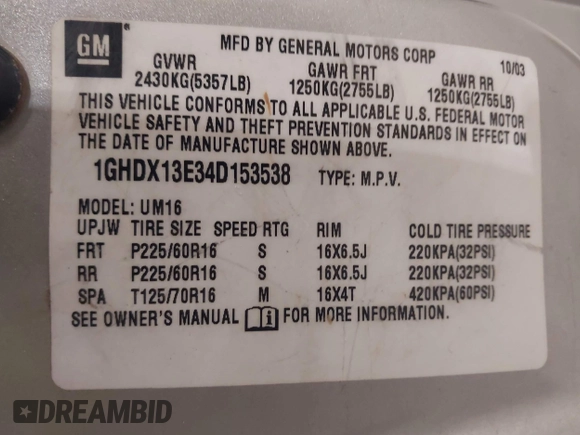 GM
MFD BY GENERAL MOTORS CORP
10/03
GVWR GAWR FRT GAWR RR
2430KG(5357LB) 1250KG(2755LB) 1250KG(2755LB)
THIS VEHICLE CONFORMS TO ALL APPLICABLE U.S. FEDERAL MOTOR
VEHICLE SAFETY AND THEFT PREVENTION STANDARDS IN EFFECT ON
THE DATE OF MANUFACTURE SHOWN ABOVE.
1GHDX13E34D153538 TYPE: M.P.V.
MODEL: UM16
UPJW TIRE SIZE SPEED RTG RIM COLD TIRE PRESSURE
FRT P225/60R16 S 16X6.5J 220KPA(32PSI)
RR P225/60R16 S 16X6.5J 220KPA(32PSI)
SPA T125/70R16 M 16X4T 420KPA(60PSI)
SEE OWNER'S MANUAL FOR MORE INFORMATION.
DREAMBID